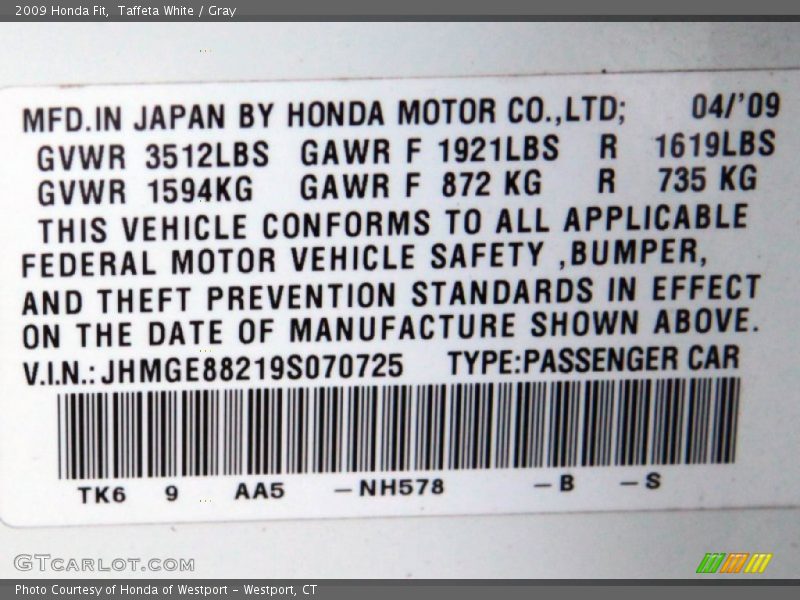 2009 Honda Fit,  Taffeta White / Gray
MFD.IN JAPAN BY HONDA MOTOR CO.,LTD; 04/'09
GVWR 3512LBS GAWR F 1921LBS R 1619LBS
GVWR 1594KG GAWR F 872 KG R 735 KG
THIS VEHICLE CONFORMS TO ALL APPLICABLE
FEDERAL MOTOR VEHICLE SAFETY ,BUMPER,
AND THEFT PREVENTION STANDARDS IN EFFECT
ON THE DATE OF MANUFACTURE SHOWN ABOVE.
V.I.N.: JHMGE88219S070725 TYPE:PASSENGER CAR
TK6 9 AA5 –NH578 –B –S
GTCARLOT.COM
Photo Courtesy of Honda of Westport – Westport, CT